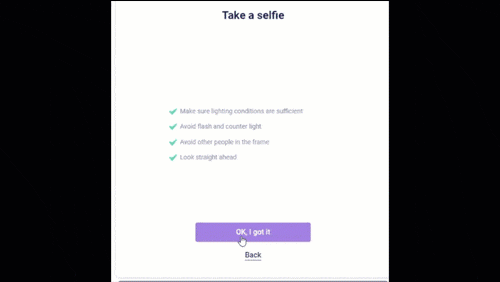 Take a selfie
Make sure lighting conditions are sufficient
Avoid flash and counter light
Avoid other people in the frame
Look straight ahead
OK, I got it
Back